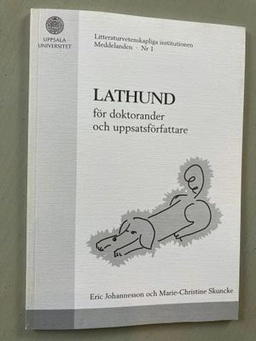 UPPSALA
UNIVERSITET
Litteraturvetenskapliga institutionen
Meddelanden · Nr 1
LATHUND
för doktorander
och uppsatsförfattare
Eric Johannesson och Marie-Christine Skuncke